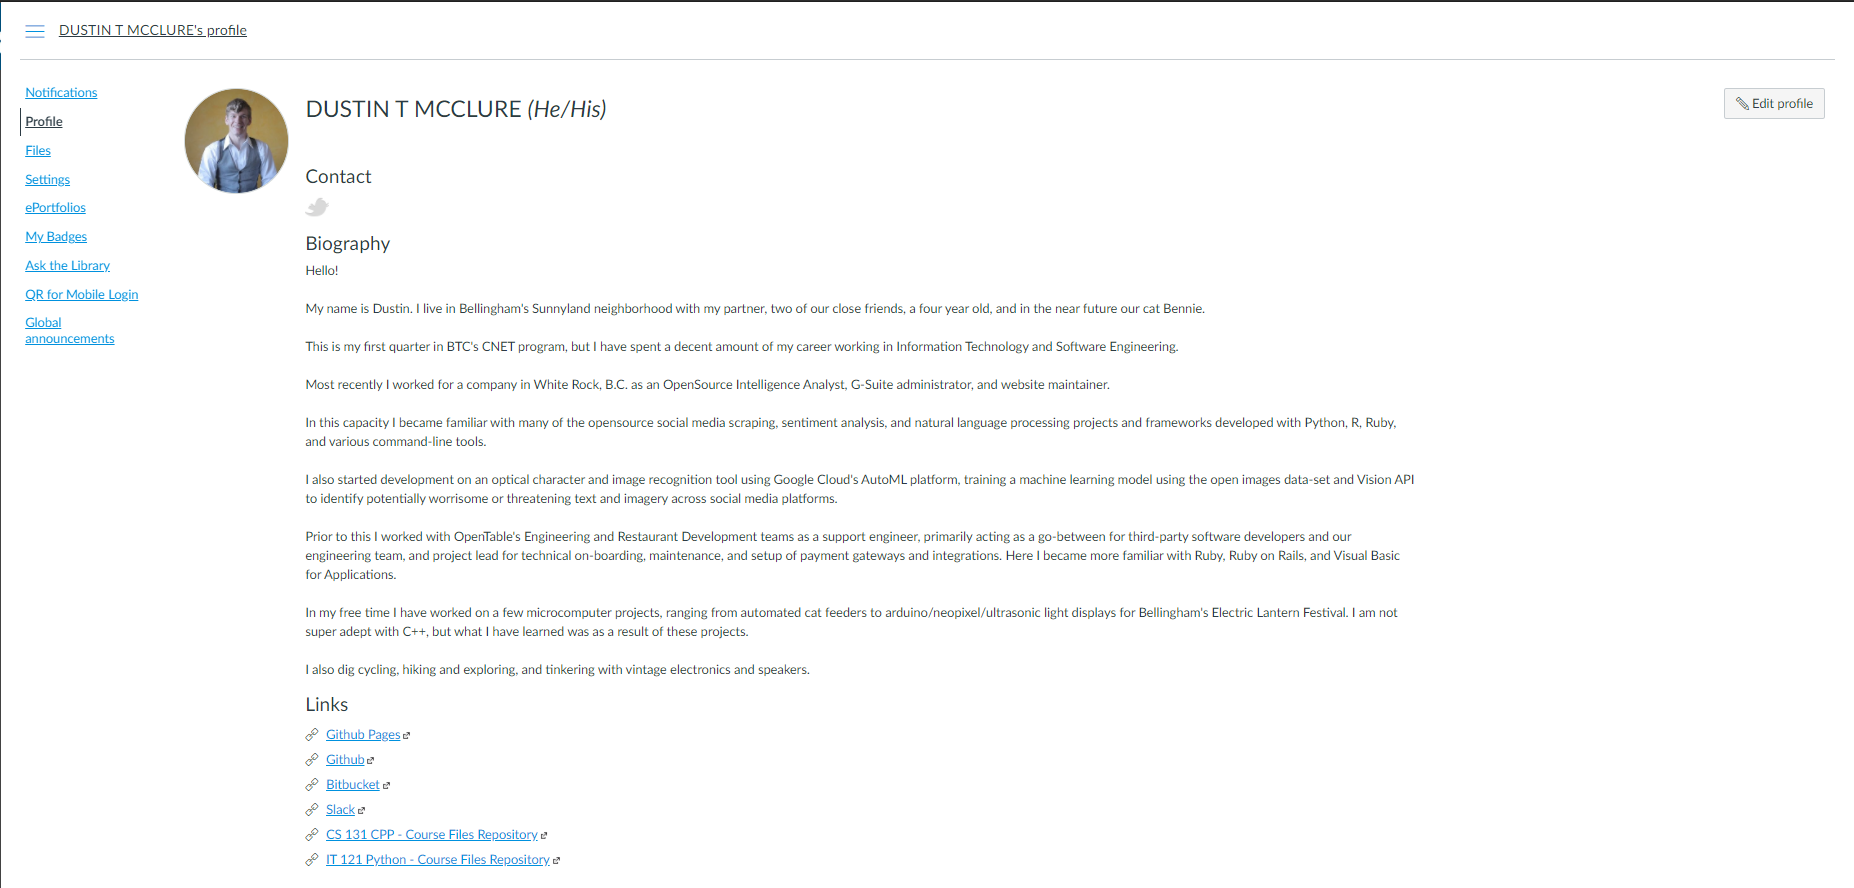 DUSTIN T MCCLURE's profile
Notifications
Profile
Files
Settings
ePortfolios
My Badges
Ask the Library
QR for Mobile Login
Global
announcements
DUSTIN T MCCLURE (He/His)
Edit profile
Contact
Biography
Hello!
My name is Dustin. I live in Bellingham's Sunnyland neighborhood with my partner, two of our close friends, a four year old, and in the near future our cat Bennie.
This is my first quarter in BTC's CNET program, but I have spent a decent amount of my career working in Information Technology and Software Engineering.
Most recently I worked for a company in White Rock, B.C. as an OpenSource Intelligence Analyst, G-Suite administrator, and website maintainer.
In this capacity I became familiar with many of the opensource social media scraping, sentiment analysis, and natural language processing projects and frameworks developed with Python, R, Ruby,
and various command-line tools.
I also started development on an optical character and image recognition tool using Google Cloud's AutoML platform, training a machine learning model using the open images data-set and Vision API
to identify potentially worrisome or threatening text and imagery across social media platforms.
Prior to this I worked with OpenTable's Engineering and Restaurant Development teams as a support engineer, primarily acting as a go-between for third-party software developers and our
engineering team, and project lead for technical on-boarding, maintenance, and setup of payment gateways and integrations. Here I became more familiar with Ruby, Ruby on Rails, and Visual Basic
for Applications.
In my free time I have worked on a few microcomputer projects, ranging from automated cat feeders to arduino/neopixel/ultrasonic light displays for Bellingham's Electric Lantern Festival. I am not
super adept with C++, but what I have learned was as a result of these projects.
I also dig cycling, hiking and exploring, and tinkering with vintage electronics and speakers.
Links
Github Pages
Github
Bitbucket
Slack
CS 131 CPP - Course Files Repository
IT 121 Python - Course Files Repository